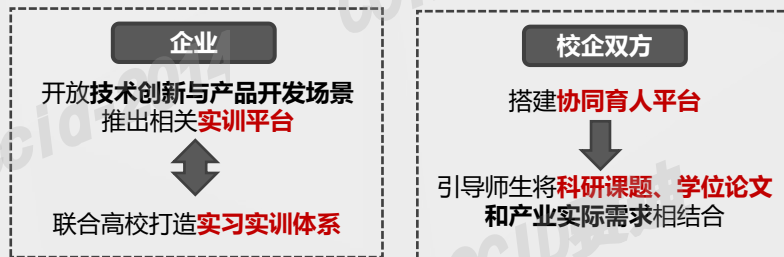 企业
开放技术创新与产品开发场景
推出相关实训平台
联合高校打造实习实训体系
校企双方
搭建协同育人平台
引导师生将科研课题、学位论文
和产业实际需求相结合